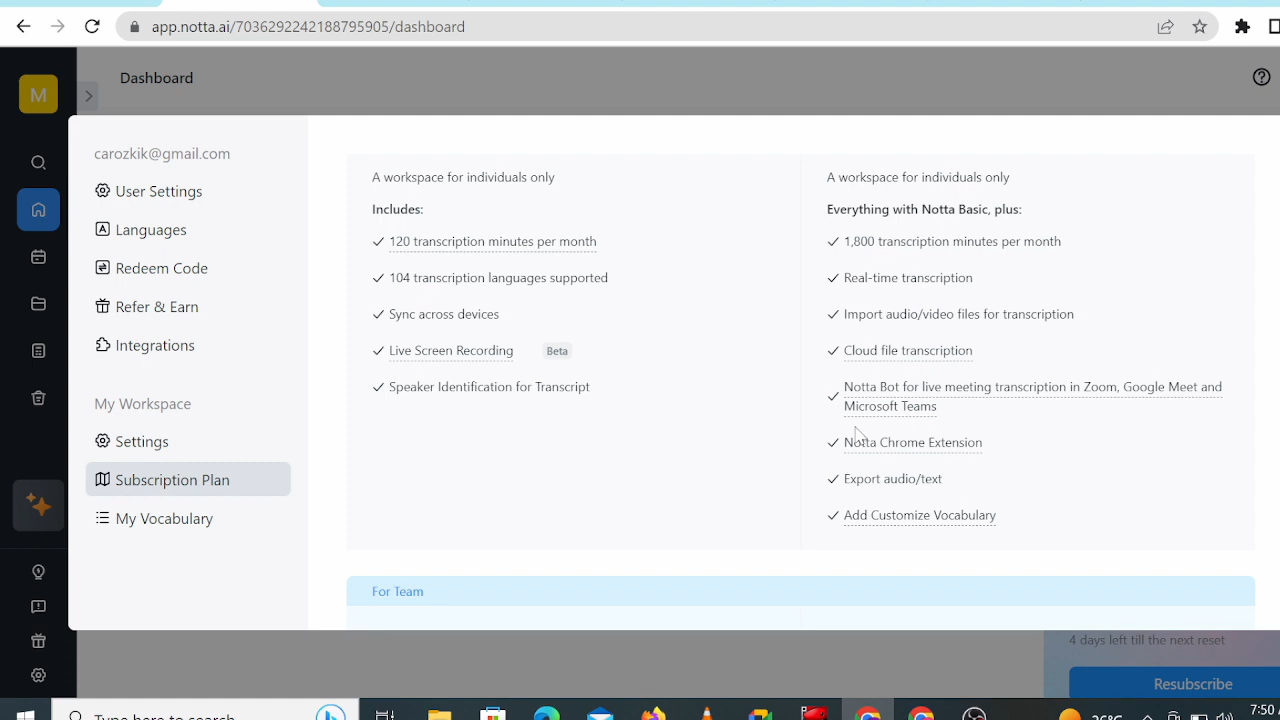 app.notta.ai/7036292242188795905/dashboard
M
Dashboard
carozkik@gmail.com
User Settings
Languages
Redeem Code
Refer & Earn
Integrations
My Workspace
Settings
Subscription Plan
My Vocabulary
A workspace for individuals only
Includes:
120 transcription minutes per month
104 transcription languages supported
Sync across devices
Live Screen Recording Beta
Speaker Identification for Transcript
A workspace for individuals only
Everything with Notta Basic, plus:
1,800 transcription minutes per month
Real-time transcription
Import audio/video files for transcription
Cloud file transcription
Notta Bot for live meeting transcription in Zoom, Google Meet and
Microsoft Teams
Notta Chrome Extension
Export audio/text
Add Customize Vocabulary
For Team
4 days left till the next reset
Resubscribe
Type here to search
26°C
7:50